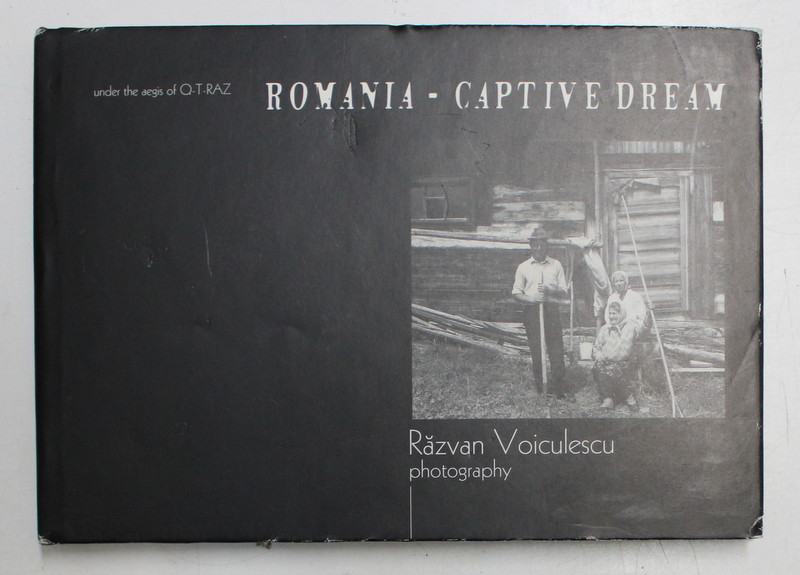 under the aegis of Q-T-RAZ
ROMANIA - CAPTIVE DREAM
Răzvan Voiculescu
photography